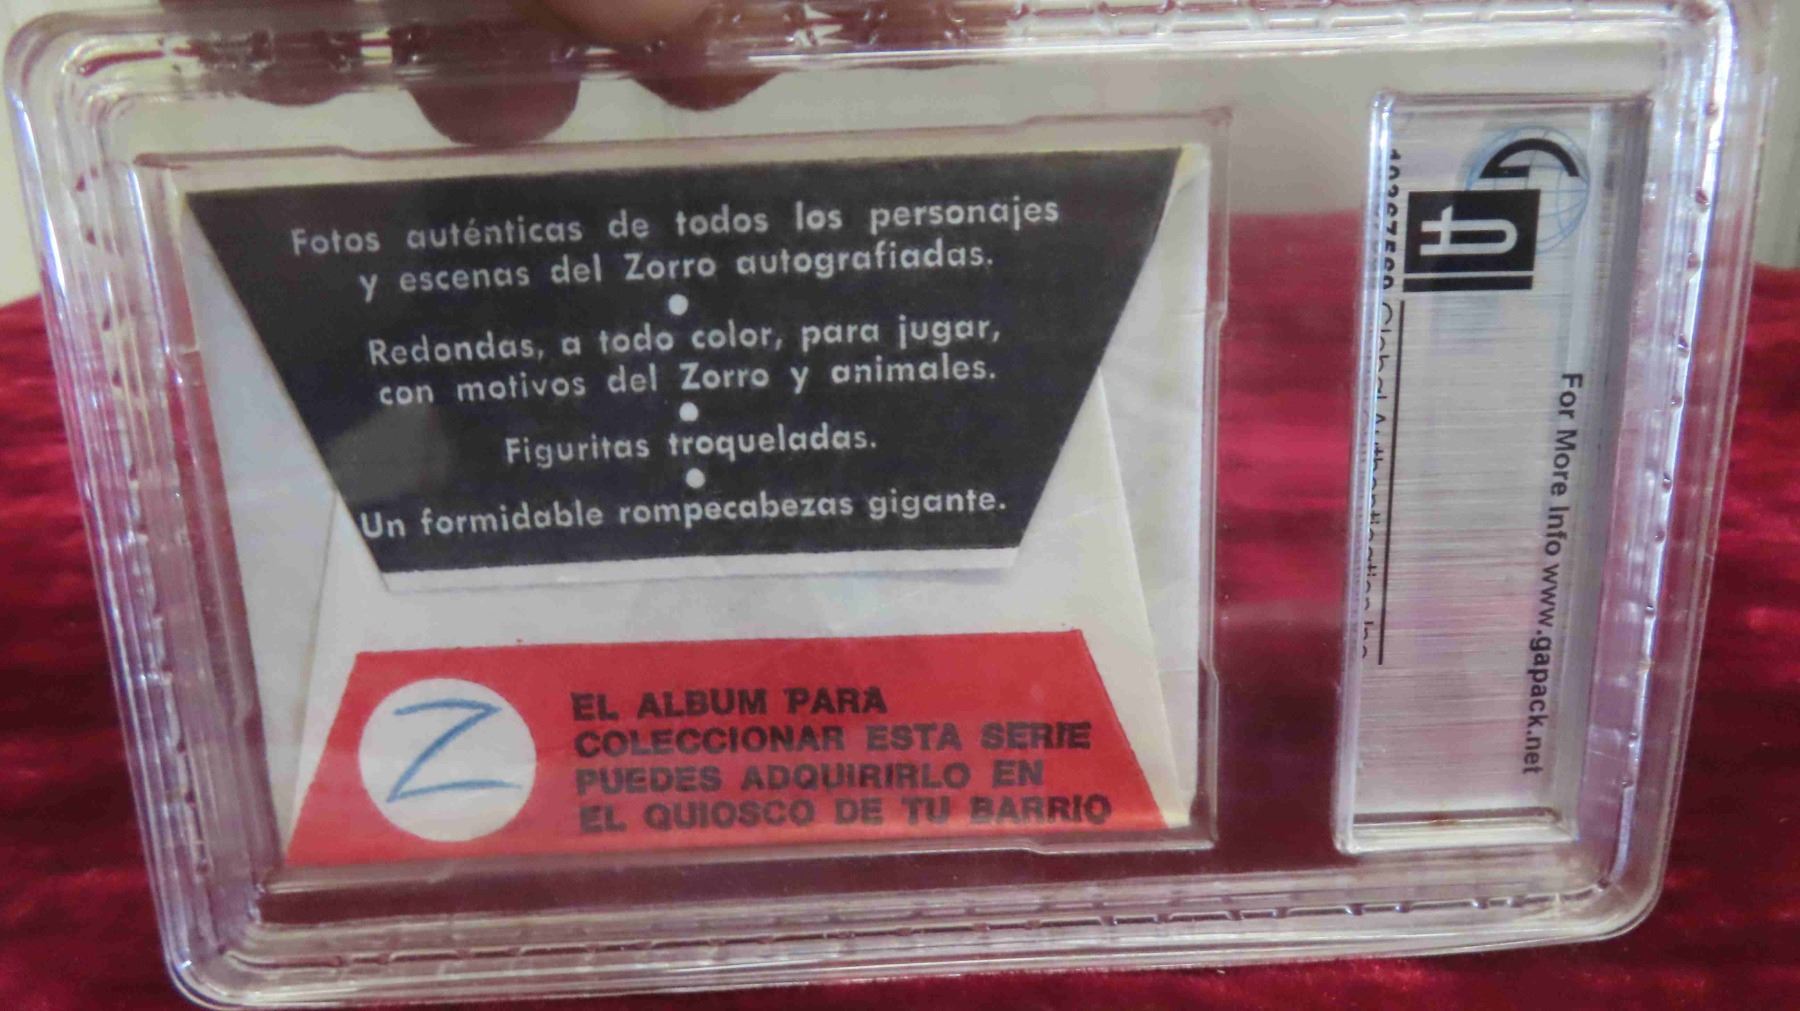 Fotos auténticas de todos los personajes
y escenas del Zorro autografiadas.
Redondas, a todo color, para jugar,
con motivos del Zorro y animales.
Figuritas troqueladas.
Un formidable rompecabezas gigante.
Z
EL ALBUM PARA
COLECCIONAR ESTA SERIE
PUEDES ADQUIRIRLO EN
EL QUIOSCO DE TU BARRIO
For More Info www.gapack.net
Global Authentication